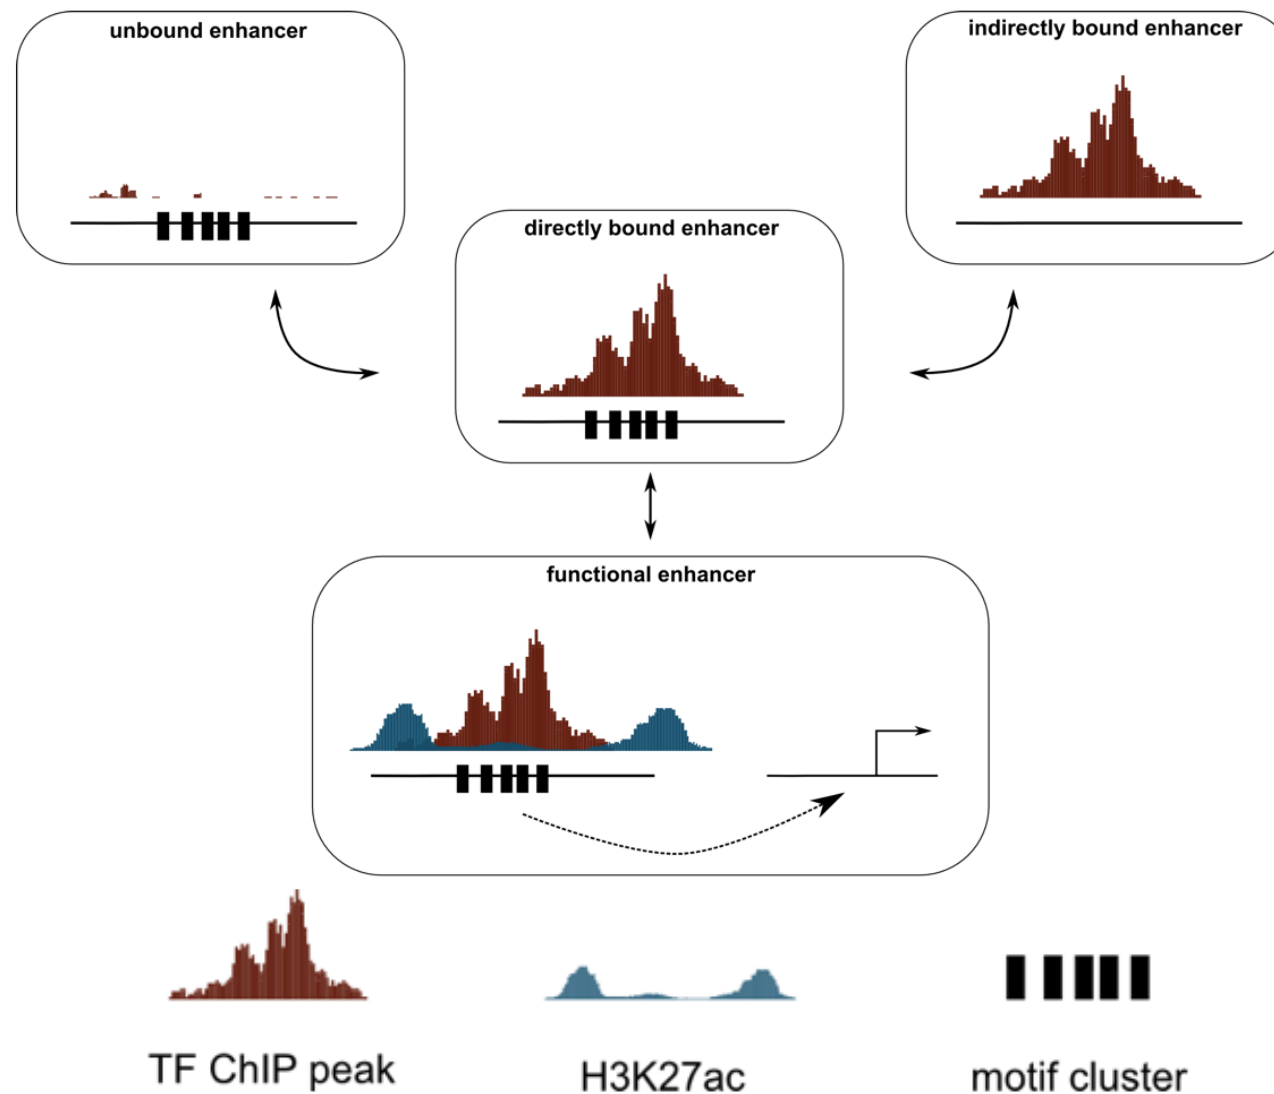 unbound enhancer
indirectly bound enhancer
directly bound enhancer
functional enhancer
TF ChIP peak
H3K27ac
motif cluster